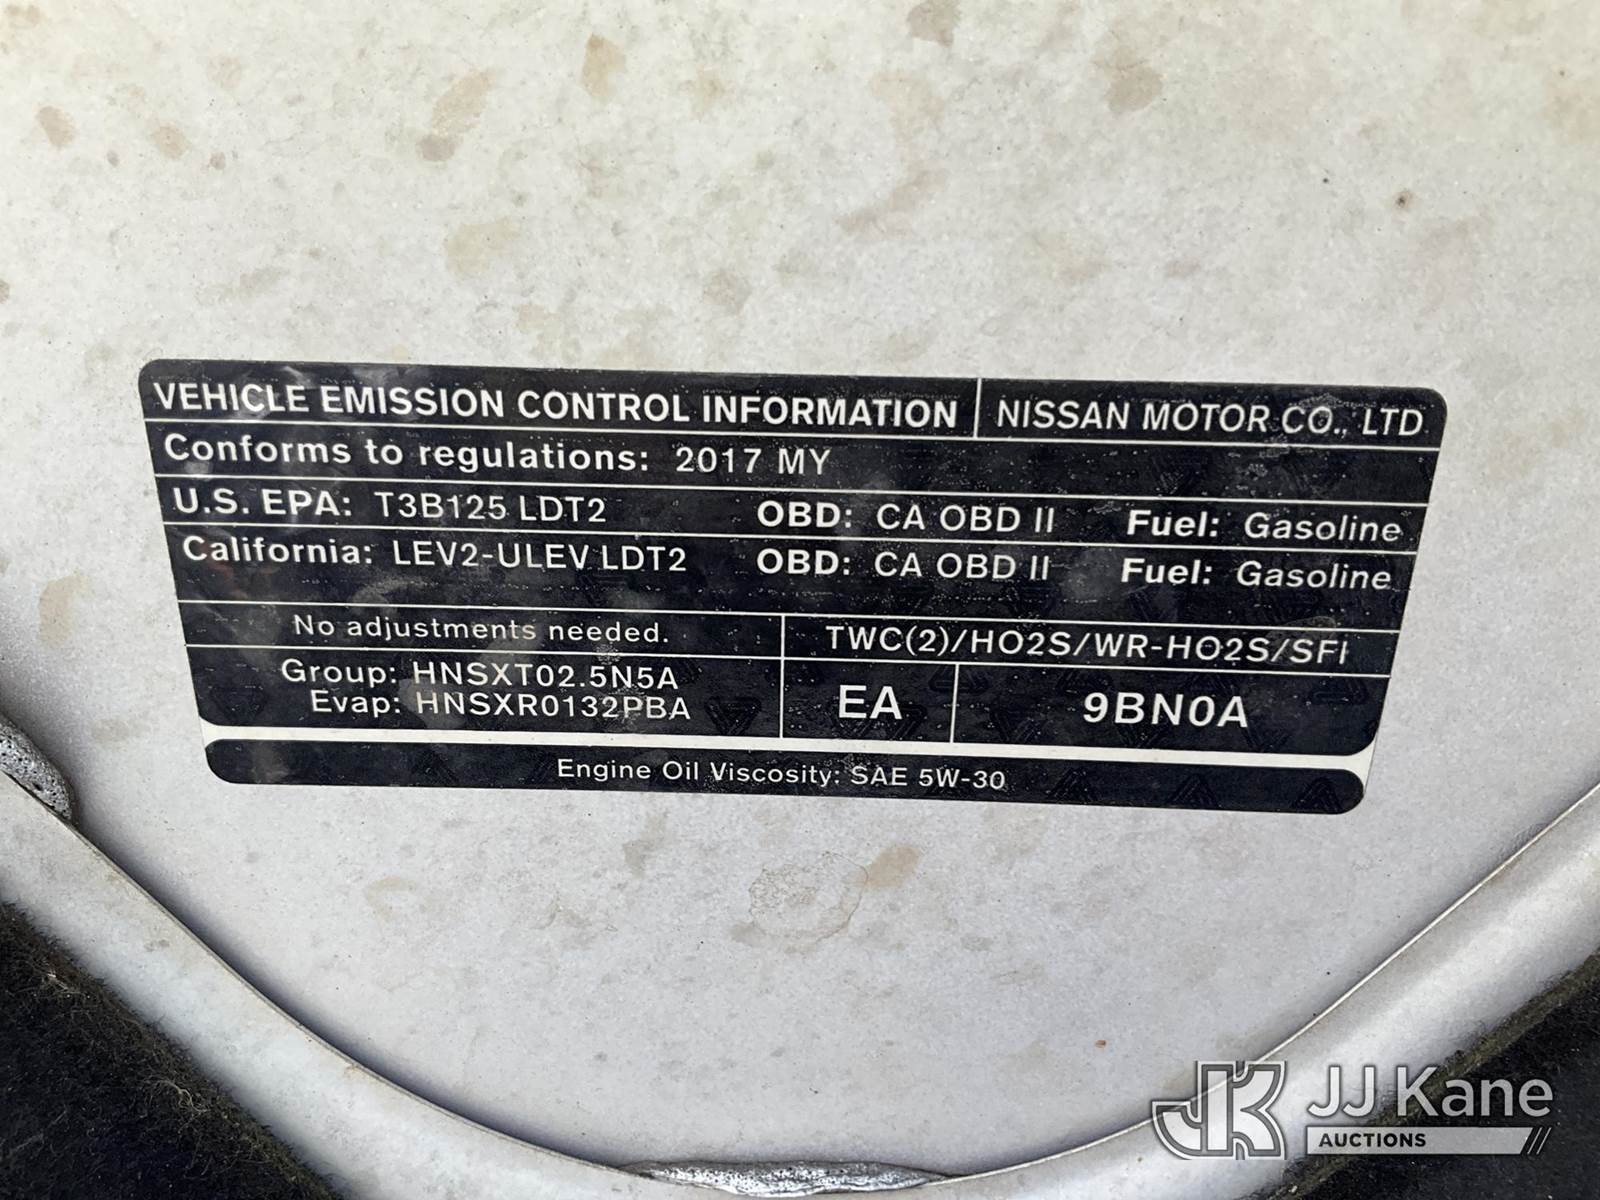 VEHICLE EMISSION CONTROL INFORMATION NISSAN MOTOR CO., LTD.
Conforms to regulations: 2017 MY
U.S. EPA: T3B125 LDT2 OBD: CA OBD II Fuel: Gasoline
California: LEV2-ULEV LDT2 OBD: CA OBD II Fuel: Gasoline
No adjustments needed. TWC(2)/HO2S/WR-HO2S/SFI
Group: HNSXT02.5N5A
Evap: HNSXR0132PBA
EA 9BN0A
Engine Oil Viscosity: SAE 5W-30
JK JJ Kane
AUCTIONS